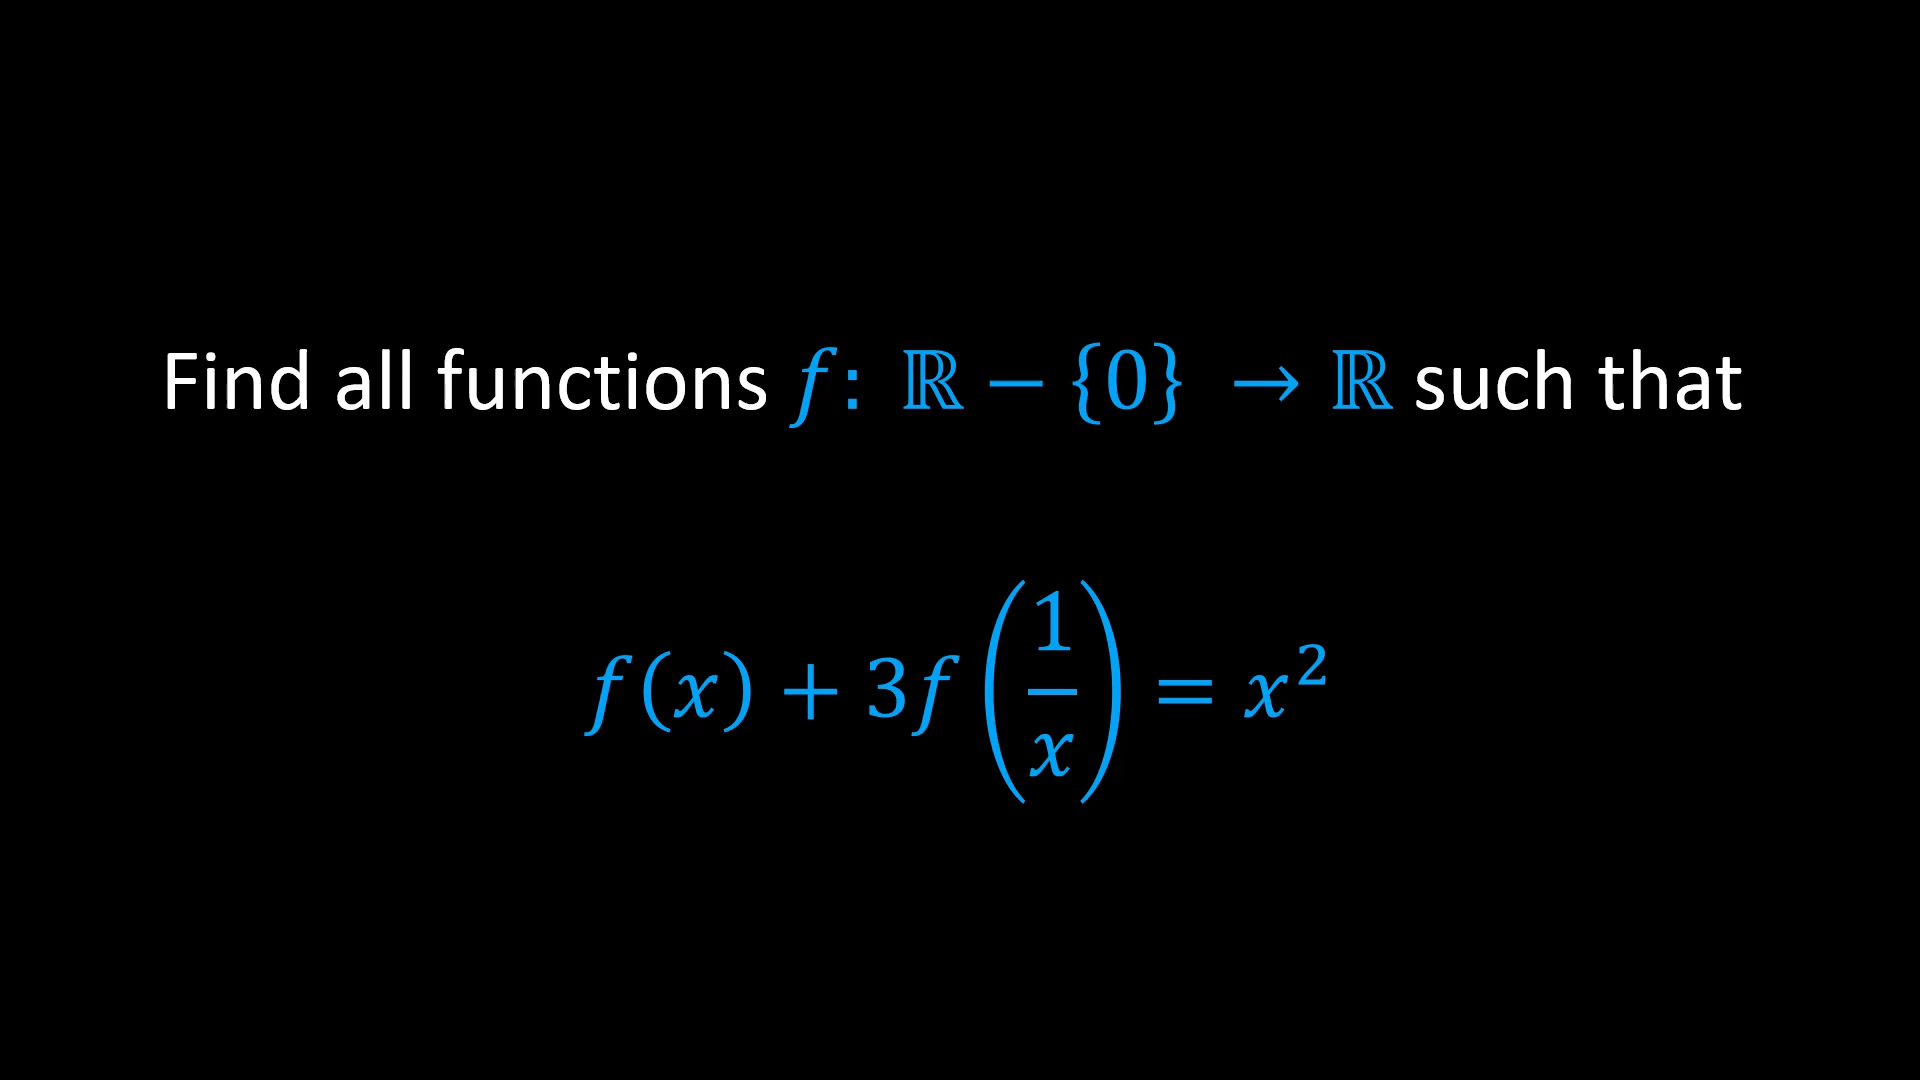 Find all functions 𝑓: ℝ − {0} → ℝ such that
𝑓(𝑥) + 3𝑓(1/𝑥) = 𝑥²